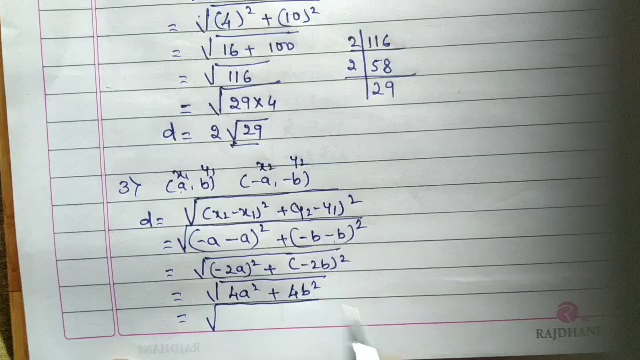 = √(4)² + (10)²
= √16 + 100
= √116
= √29×4
d = 2√29
2 | 116
2 | 58
| 29
x₁ y₁ x₂ y₂
3) (a, b) (-a, -b)
d = √(x₂-x₁)² + (y₂-y₁)²
= √(-a-a)² + (-b-b)²
= √(-2a)² + (-2b)²
= √4a² + 4b²
= √
RAJDHANI
RAJDHANI